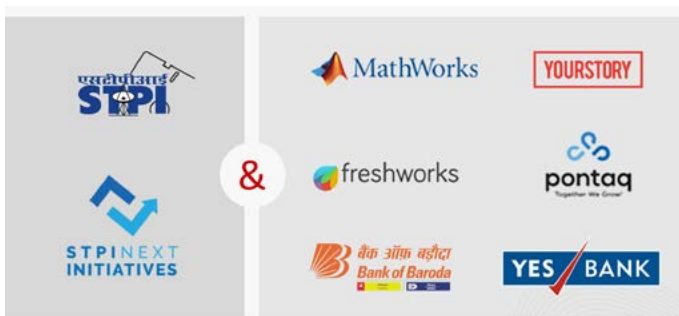 एसटीपीआई
STPI
STPINEXT
INITIATIVES
&
MathWorks
YOURSTORY
freshworks
pontaq
Together We Grow!
बैंक ऑफ़ बड़ौदा
Bank of Baroda
YES BANK